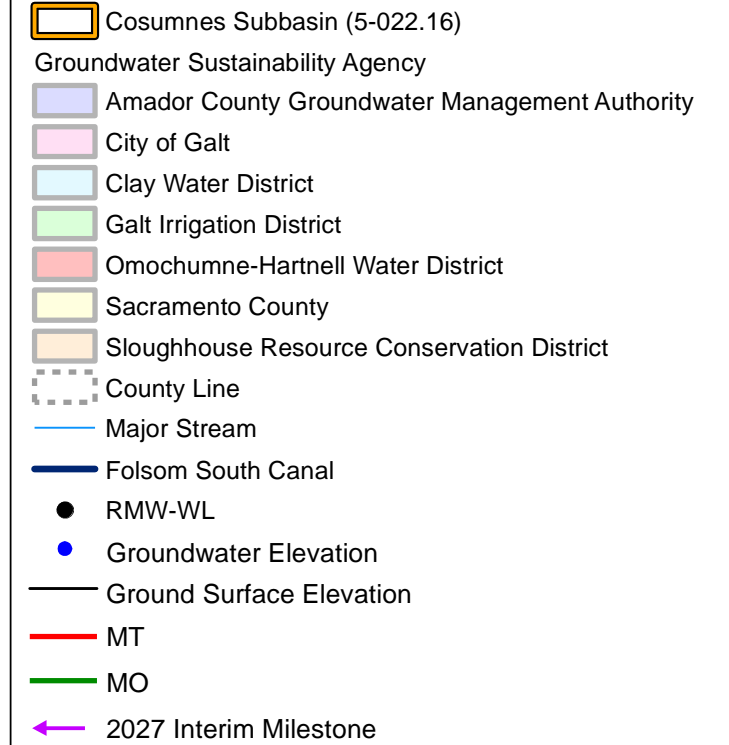 Cosumnes Subbasin (5-022.16)
Groundwater Sustainability Agency
Amador County Groundwater Management Authority
City of Galt
Clay Water District
Galt Irrigation District
Omochumne-Hartnell Water District
Sacramento County
Sloughhouse Resource Conservation District
County Line
Major Stream
Folsom South Canal
RMW-WL
Groundwater Elevation
Ground Surface Elevation
MT
MO
2027 Interim Milestone